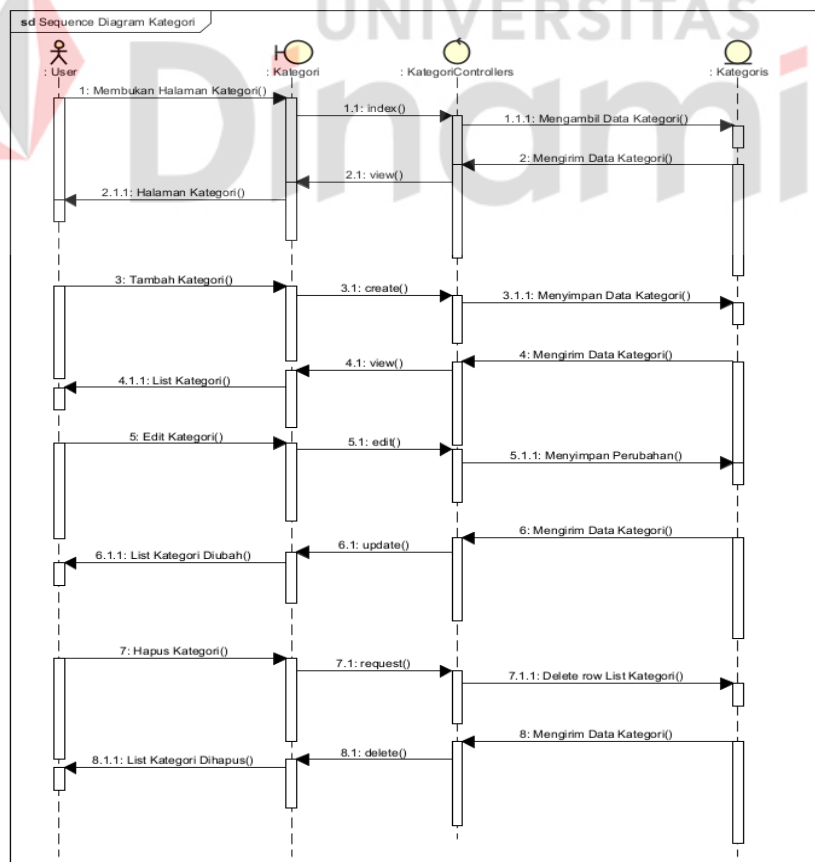 UNIVERSITAS
Dinami
sd Sequence Diagram Kategori
: User
: Kategori
: KategoriControllers
: Kategoris
1: Membukan Halaman Kategori()
1.1: index()
1.1.1: Mengambil Data Kategori()
2: Mengirim Data Kategori()
2.1: view()
2.1.1: Halaman Kategori()
3: Tambah Kategori()
3.1: create()
3.1.1: Menyimpan Data Kategori()
4: Mengirim Data Kategori()
4.1: view()
4.1.1: List Kategori()
5: Edit Kategori()
5.1: edit()
5.1.1: Menyimpan Perubahan()
6: Mengirim Data Kategori()
6.1: update()
6.1.1: List Kategori Diubah()
7: Hapus Kategori()
7.1: request()
7.1.1: Delete row List Kategori()
8: Mengirim Data Kategori()
8.1: delete()
8.1.1: List Kategori Dihapus()